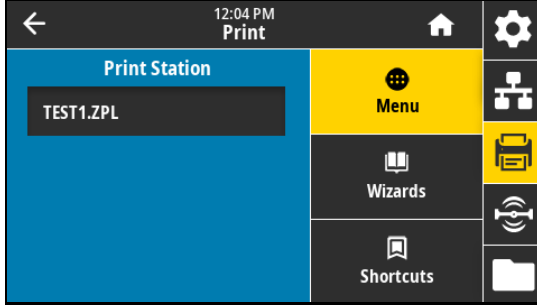 12:04 PM
Print
Print Station
TEST1.ZPL
Menu
Wizards
Shortcuts